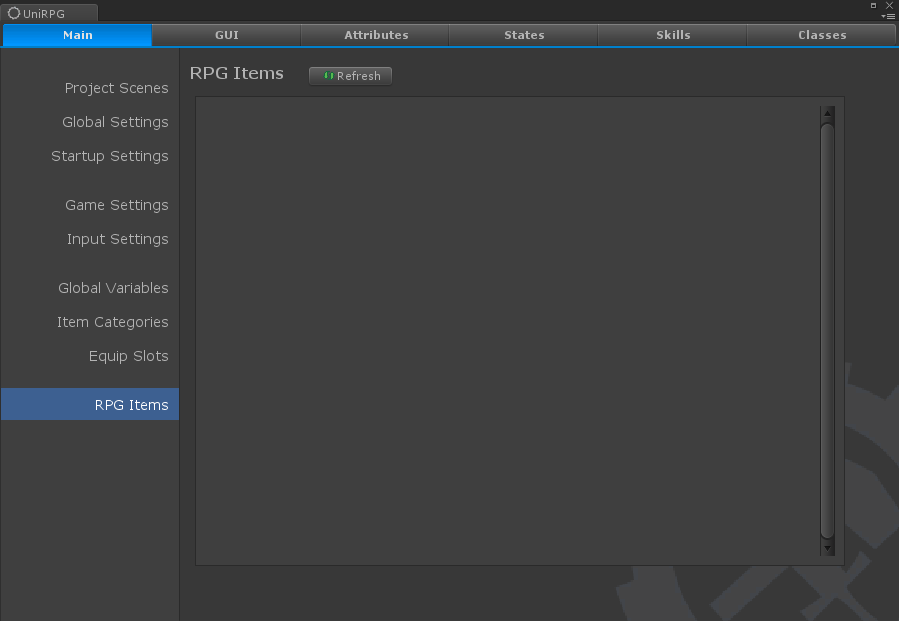 UniRPG
Main GUI Attributes States Skills Classes
RPG Items Refresh
Project Scenes
Global Settings
Startup Settings
Game Settings
Input Settings
Global Variables
Item Categories
Equip Slots
RPG Items